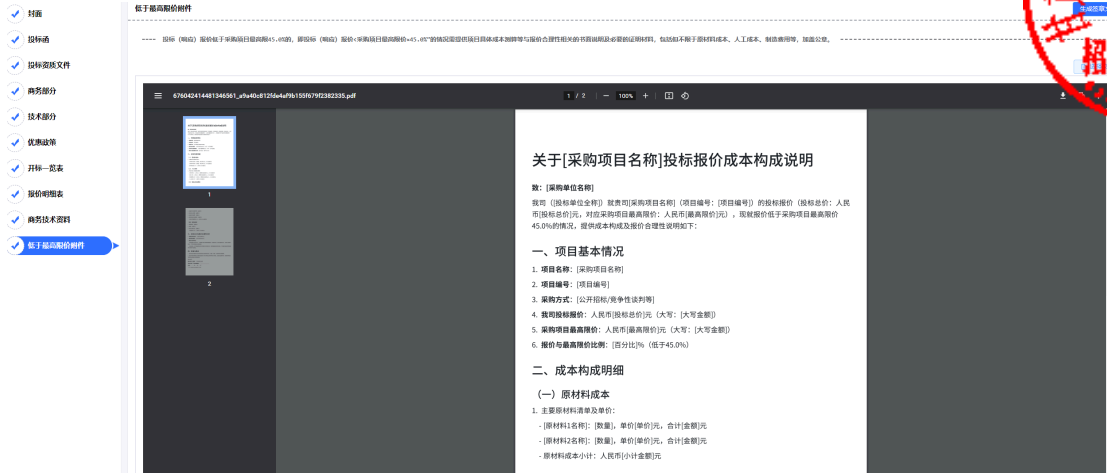 封面
投标函
投标资质文件
商务部分
技术部分
优惠政策
开标一览表
报价明细表
商务技术资料
低于最高限价附件
低于最高限价附件
生成签章
投标（响应）报价低于采购项目最高限45.0%的，即投标（响应）报价<采购项目最高限价×45.0%"的情况需提供项目具体成本测算等与报价合理性相关的书面说明及必要的证明材料，包括但不限于原材料成本、人工成本、制造费用等，加盖公章。
招
676042414481346561_a9a40c812fde4af9b155f679f2382335.pdf
1 / 2
100%
1
2
关于[采购项目名称]投标报价成本构成说明
致：[采购单位名称]
我司（[投标单位全称]）就贵司[采购项目名称]（项目编号：[项目编号]）的投标报价（投标总价：人民
币[投标总价]元，对应采购项目最高限价：人民币[最高限价]元），现就报价低于采购项目最高限价
45.0%的情况，提供成本构成及报价合理性说明如下：
一、项目基本情况
1. 项目名称：[采购项目名称]
2. 项目编号：[项目编号]
3. 采购方式：[公开招标/竞争性谈判等]
4. 我司投标报价：人民币[投标总价]元（大写：[大写金额]）
5. 采购项目最高限价：人民币[最高限价]元（大写：[大写金额]）
6. 报价与最高限价比例：[百分比]%（低于45.0%）
二、成本构成明细
（一）原材料成本
1. 主要原材料清单及单价：
- [原材料1名称]：[数量]，单价[单价]元，合计[金额]元
- [原材料2名称]：[数量]，单价[单价]元，合计[金额]元
- 原材料成本小计：人民币[小计金额]元